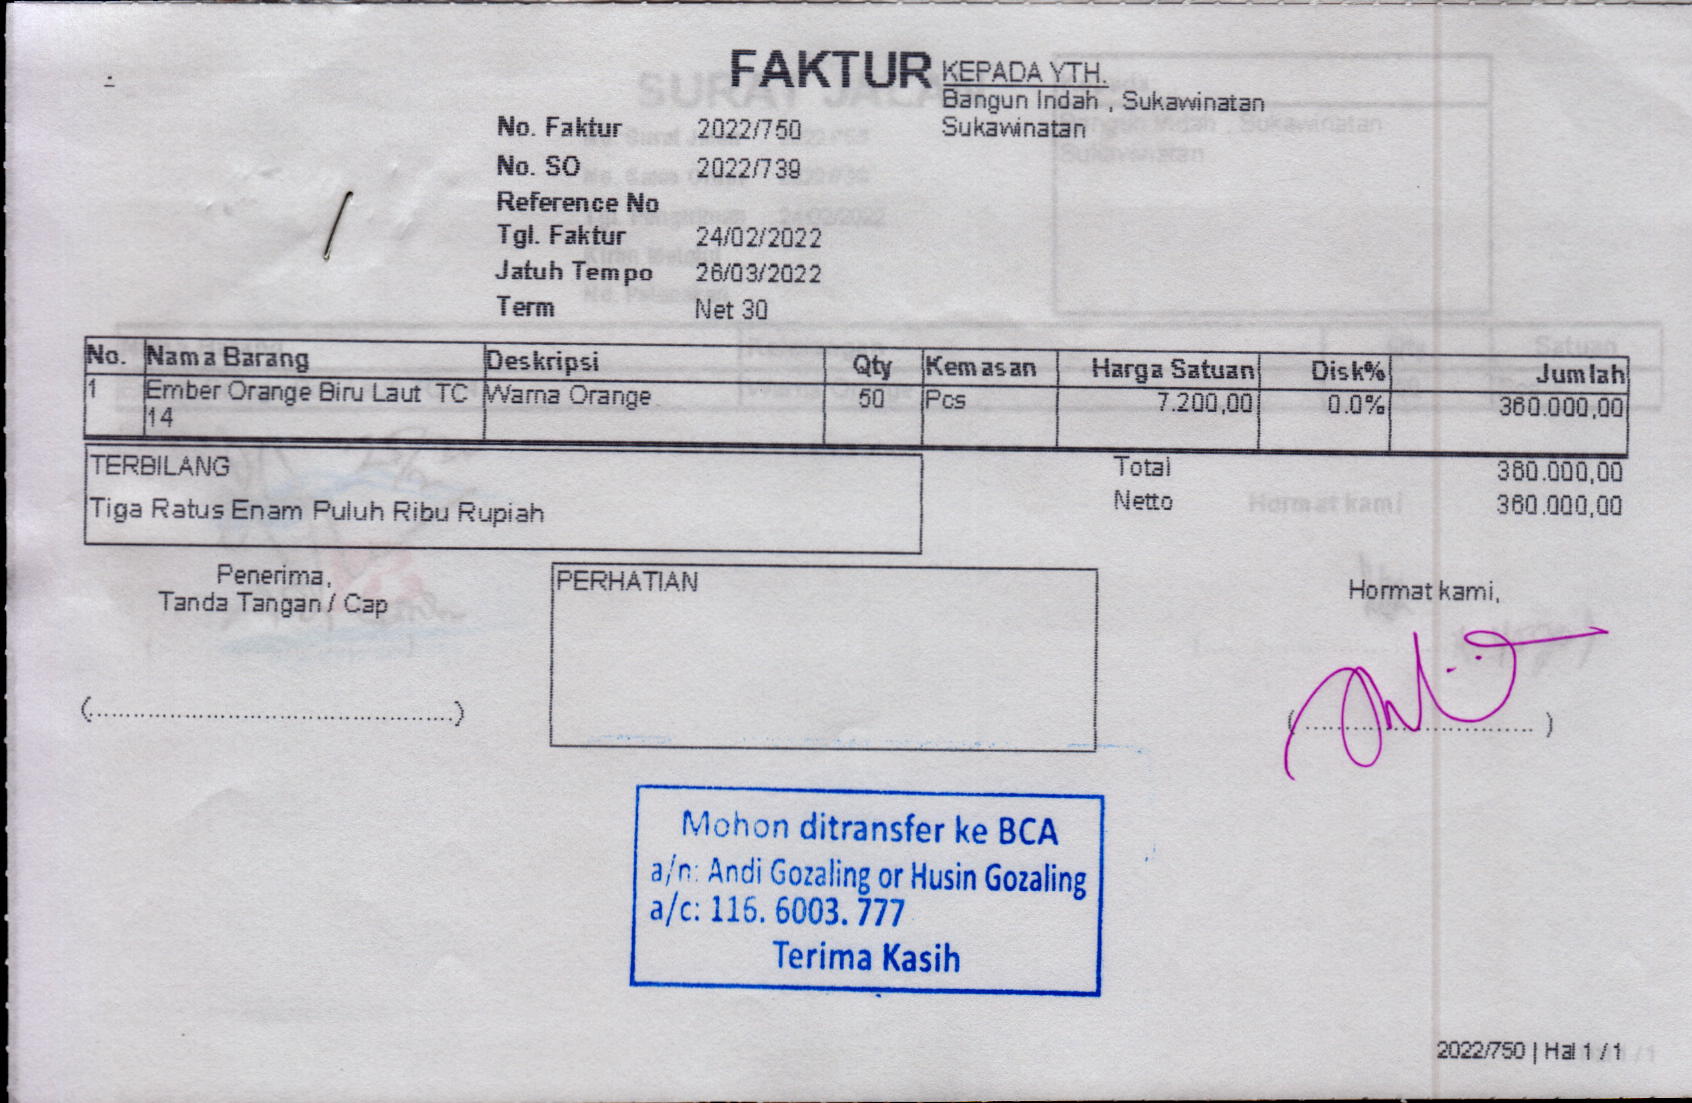 FAKTUR
KEPADA YTH.
Bangun Indah , Sukawinatan
Sukawinatan
No. Faktur 2022/750
No. SO 2022/739
Reference No
Tgl. Faktur 24/02/2022
Jatuh Tempo 26/03/2022
Term Net 30
No. Nama Barang Deskripsi Qty Kemasan Harga Satuan Disk% Jumlah
1 Ember Orange Biru Laut TC Warna Orange 50 Pcs 7.200,00 0.0% 360.000,00
14
TERBILANG
Tiga Ratus Enam Puluh Ribu Rupiah
Total 360.000,00
Netto 360.000,00
Penerima,
Tanda Tangan / Cap
(..............................................)
PERHATIAN
Hormat kami,
(..............................)
Mohon ditransfer ke BCA
a/n: Andi Gozaling or Husin Gozaling
a/c: 116. 6003. 777
Terima Kasih
2022/750 | Hal 1 / 1